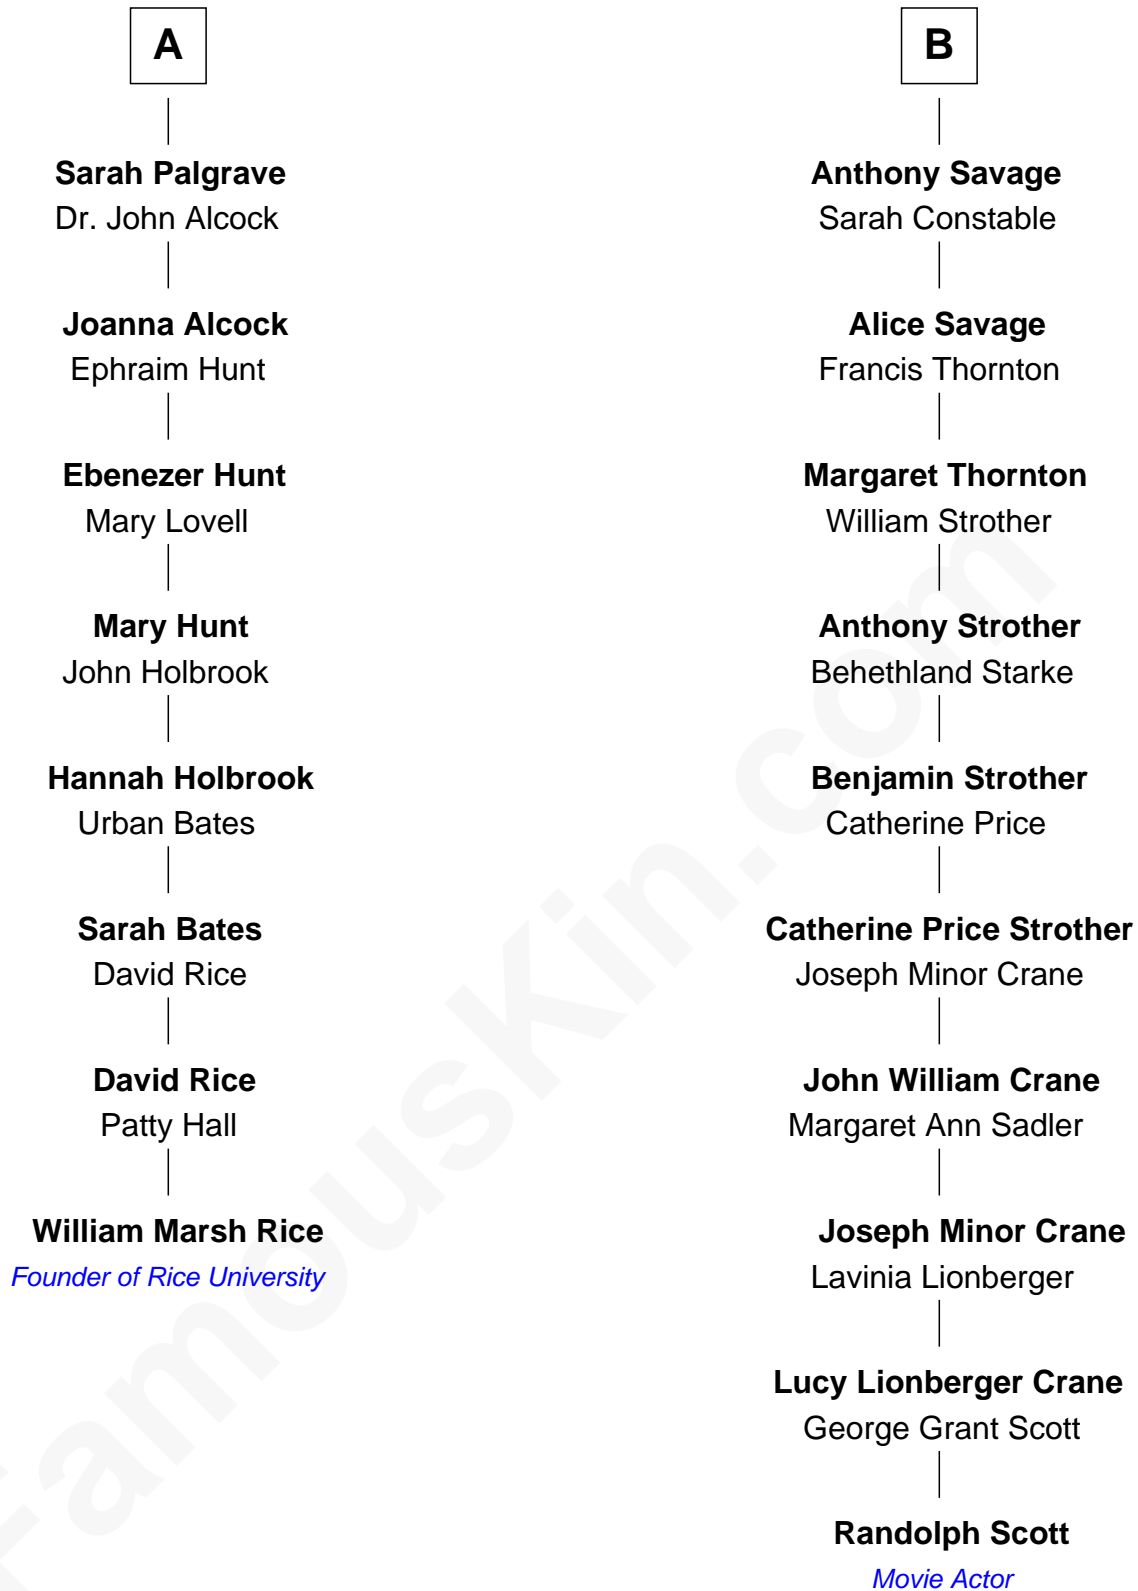 A
Sarah Palgrave
Dr. John Alcock
Joanna Alcock
Ephraim Hunt
Ebenezer Hunt
Mary Lovell
Mary Hunt
John Holbrook
Hannah Holbrook
Urban Bates
Sarah Bates
David Rice
David Rice
Patty Hall
William Marsh Rice
Founder of Rice University
B
Anthony Savage
Sarah Constable
Alice Savage
Francis Thornton
Margaret Thornton
William Strother
Anthony Strother
Behethland Starke
Benjamin Strother
Catherine Price
Catherine Price Strother
Joseph Minor Crane
John William Crane
Margaret Ann Sadler
Joseph Minor Crane
Lavinia Lionberger
Lucy Lionberger Crane
George Grant Scott
Randolph Scott
Movie Actor
FamousKin.com